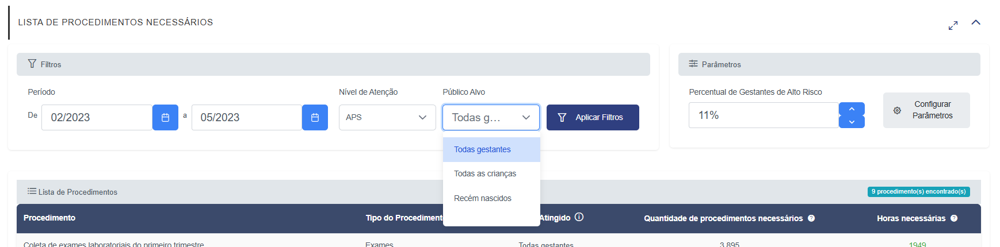 LISTA DE PROCEDIMENTOS NECESSÁRIOS
Filtros
Parâmetros
Período
Nível de Atenção
Público Alvo
Percentual de Gestantes de Alto Risco
De
02/2023
a
05/2023
APS
Todas g...
Aplicar Filtros
11%
Configurar
Parâmetros
Todas gestantes
Todas as crianças
Recém nascidos
Lista de Procedimentos
9 procedimento(s) encontrado(s)
Procedimento
Tipo do Procediment
Atingido
Quantidade de procedimentos necessários
Horas necessárias
Coleta de exames laboratoriais do primeiro trimestre
Exames
Todas gestantes
3.895
1949